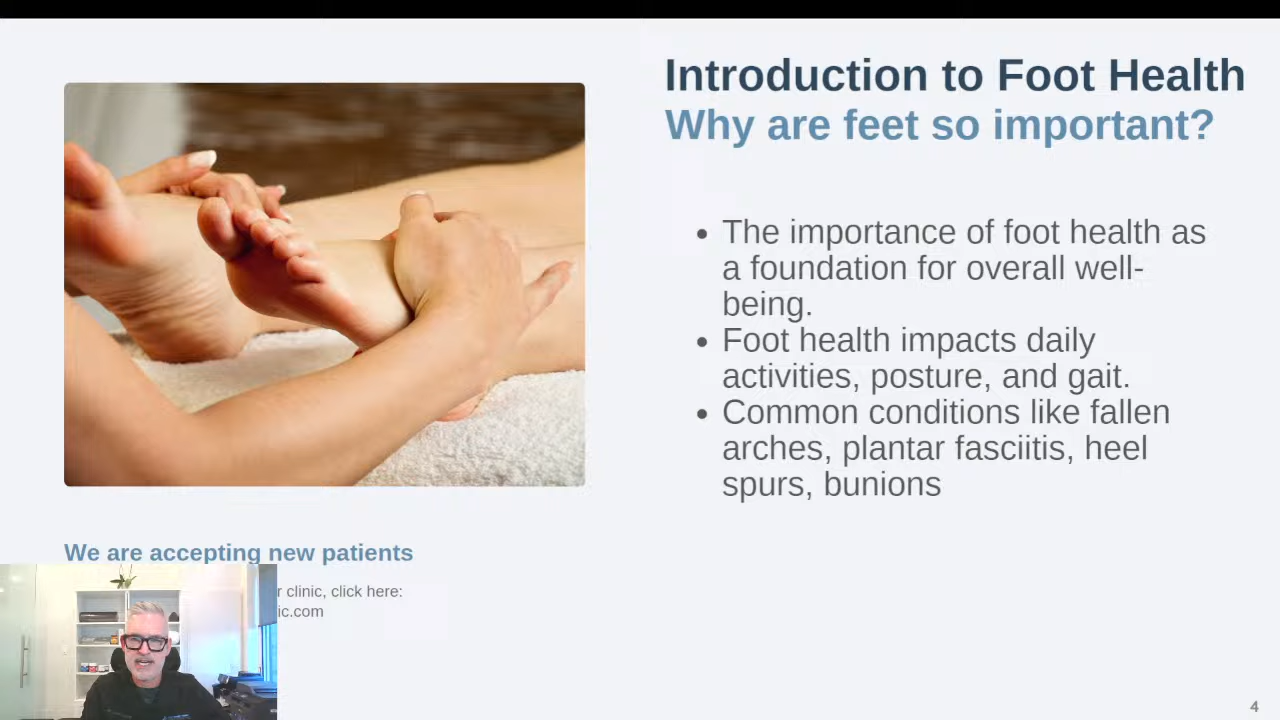 Introduction to Foot Health
Why are feet so important?
• The importance of foot health as
a foundation for overall well-
being.
• Foot health impacts daily
activities, posture, and gait.
• Common conditions like fallen
arches, plantar fasciitis, heel
spurs, bunions
We are accepting new patients
clinic, click here:
4